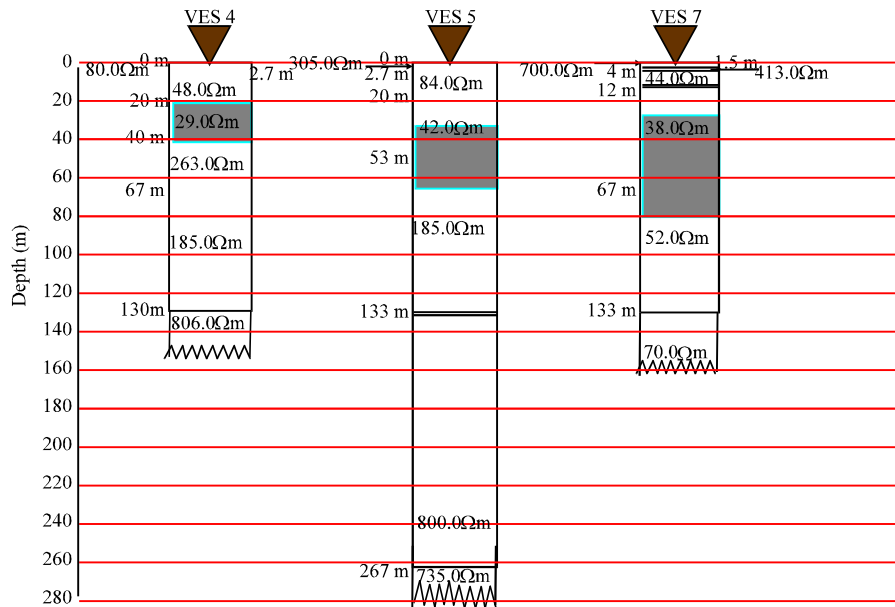 VES 4
VES 5
VES 7
0
0 m
80.0Ωm
2.7 m
48.0Ωm
305.0Ωm
0 m
2.7 m
84.0Ωm
700.0Ωm
1.5 m
4 m
44.0Ωm
413.0Ωm
12 m
20
20 m
20 m
29.0Ωm
42.0Ωm
38.0Ωm
40
40 m
263.0Ωm
53 m
60
67 m
67 m
80
185.0Ωm
185.0Ωm
52.0Ωm
100
120
130m
133 m
133 m
806.0Ωm
140
70.0Ωm
160
180
200
220
240
800.0Ωm
260
267 m
735.0Ωm
280
Depth (m)